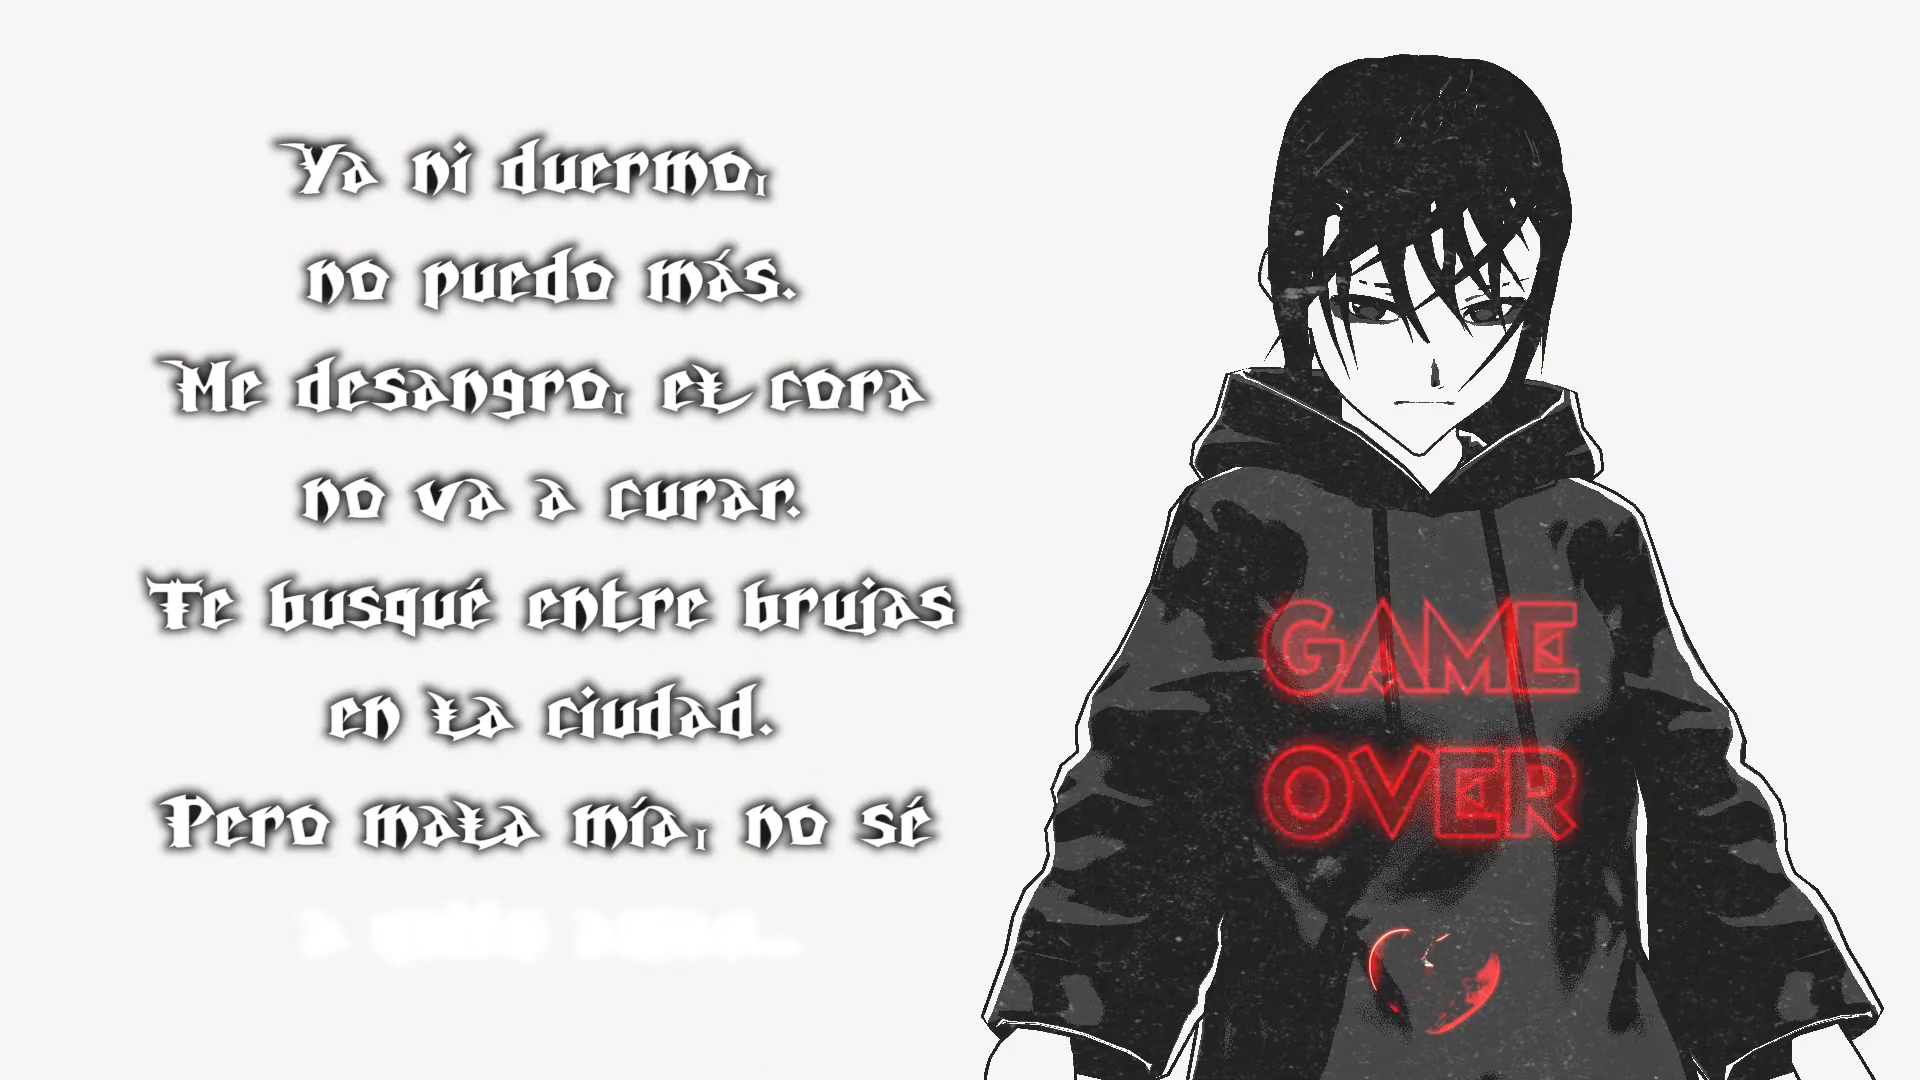 Ya ni duermo,
no puedo más.
Me desangro, el cora
no va a curar.
Te busqué entre brujas
en la ciudad.
Pero mala mía, no sé
a
GAME
OVER